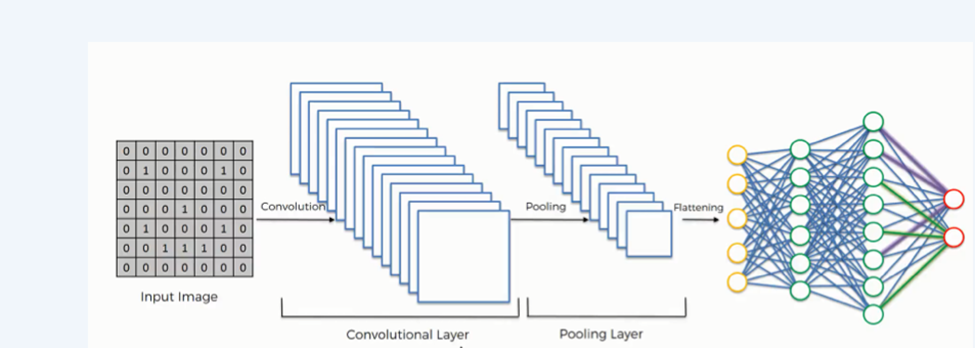 0 0 0 0 0 0 0
0 1 0 0 0 1 0
0 0 0 0 0 0 0
0 0 0 1 0 0 0
0 1 0 0 0 1 0
0 0 1 1 1 0 0
0 0 0 0 0 0 0
Input Image
Convolution
Convolutional Layer
Pooling
Pooling Layer
Flattening